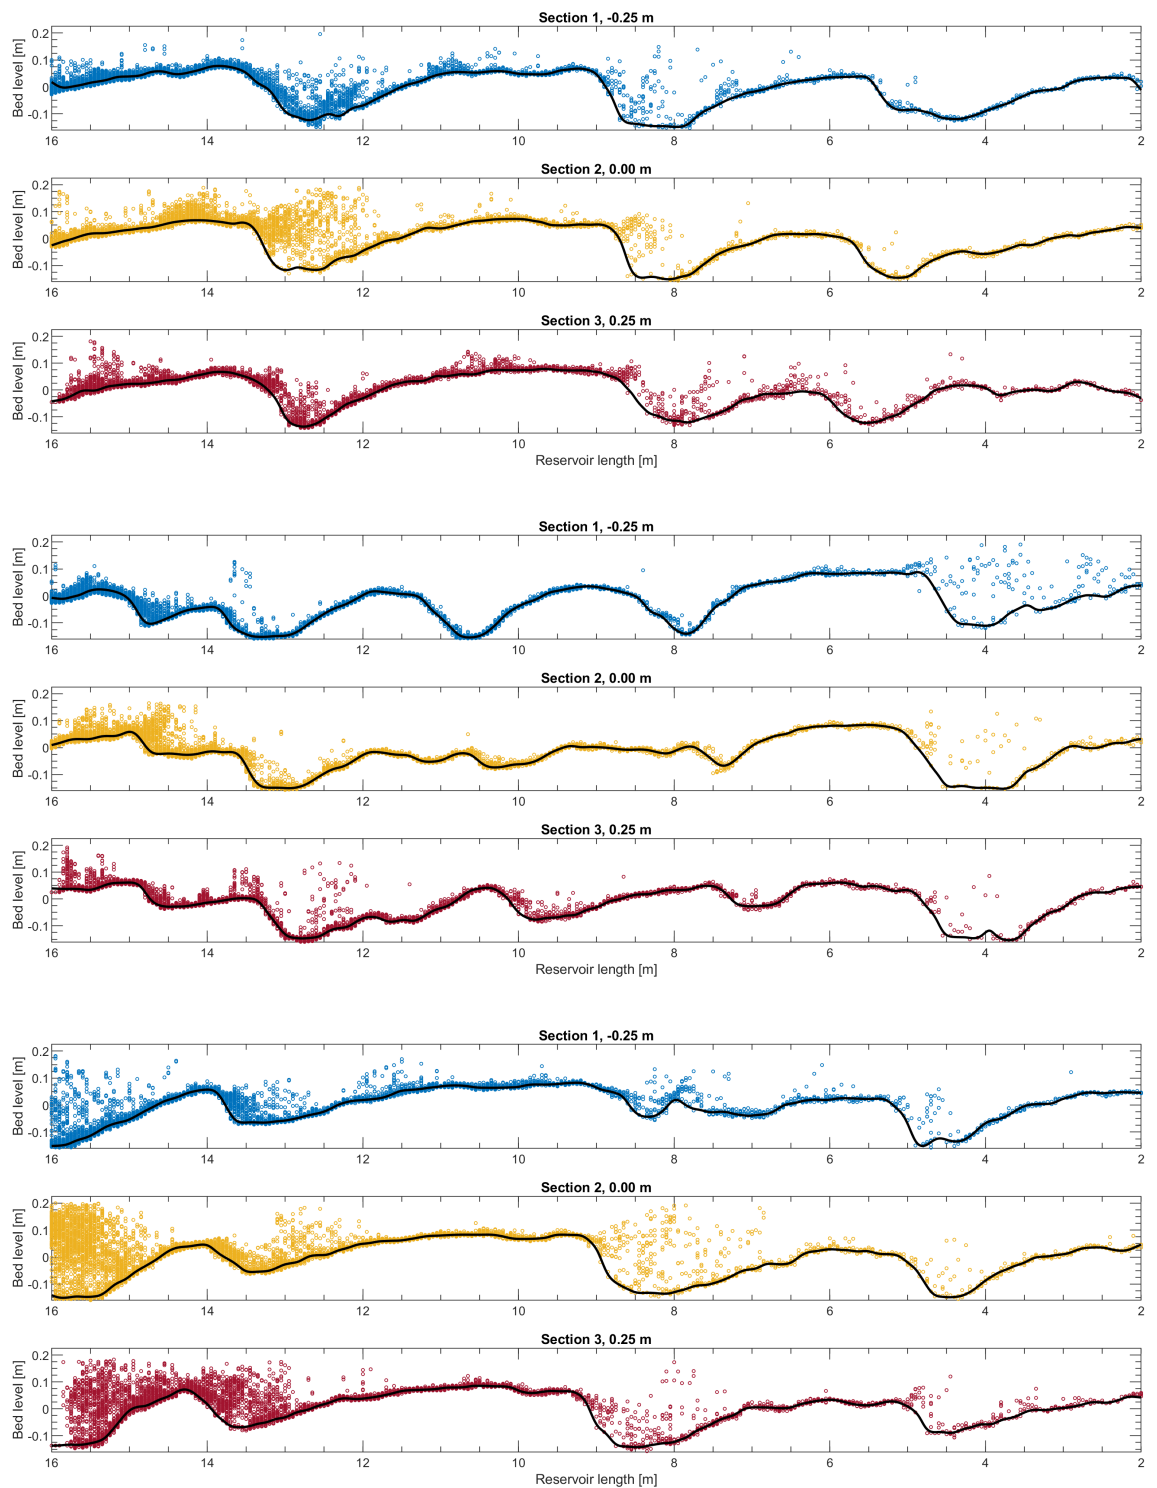 Section 1, -0.25 m
Bed level [m]
0.2
0.1
0
-0.1
16 14 12 10 8 6 4 2
Section 2, 0.00 m
Bed level [m]
0.2
0.1
0
-0.1
16 14 12 10 8 6 4 2
Section 3, 0.25 m
Bed level [m]
0.2
0.1
0
-0.1
16 14 12 10 8 6 4 2
Reservoir length [m]
Section 1, -0.25 m
Bed level [m]
0.2
0.1
0
-0.1
16 14 12 10 8 6 4 2
Section 2, 0.00 m
Bed level [m]
0.2
0.1
0
-0.1
16 14 12 10 8 6 4 2
Section 3, 0.25 m
Bed level [m]
0.2
0.1
0
-0.1
16 14 12 10 8 6 4 2
Reservoir length [m]
Section 1, -0.25 m
Bed level [m]
0.2
0.1
0
-0.1
16 14 12 10 8 6 4 2
Section 2, 0.00 m
Bed level [m]
0.2
0.1
0
-0.1
16 14 12 10 8 6 4 2
Section 3, 0.25 m
Bed level [m]
0.2
0.1
0
-0.1
16 14 12 10 8 6 4 2
Reservoir length [m]